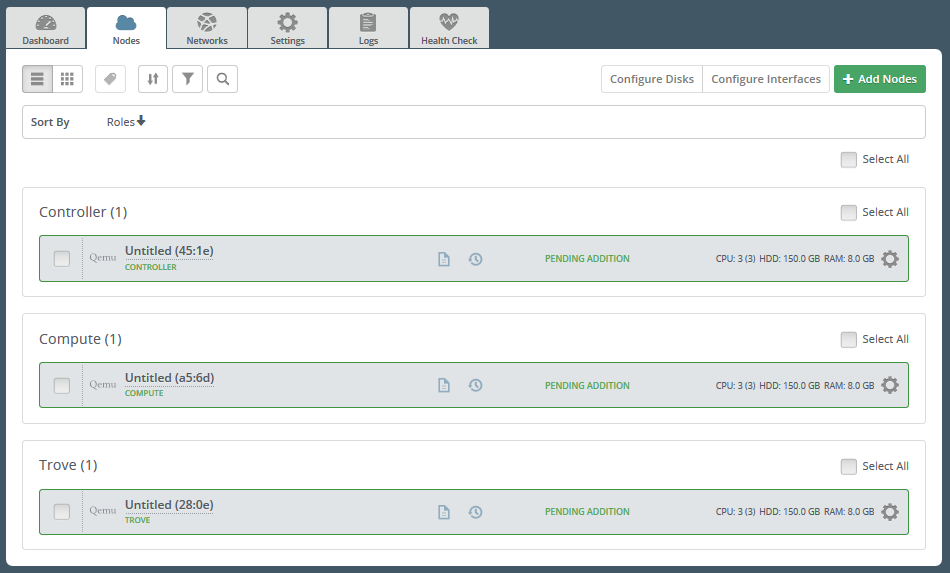 Dashboard Nodes Networks Settings Logs Health Check
Configure Disks Configure Interfaces + Add Nodes
Sort By Roles
Select All
Controller (1) Select All
Qemu Untitled (45:1e) PENDING ADDITION CPU: 3 (3) HDD: 150.0 GB RAM: 8.0 GB
CONTROLLER
Compute (1) Select All
Qemu Untitled (a5:6d) PENDING ADDITION CPU: 3 (3) HDD: 150.0 GB RAM: 8.0 GB
COMPUTE
Trove (1) Select All
Qemu Untitled (28:0e) PENDING ADDITION CPU: 3 (3) HDD: 150.0 GB RAM: 8.0 GB
TROVE